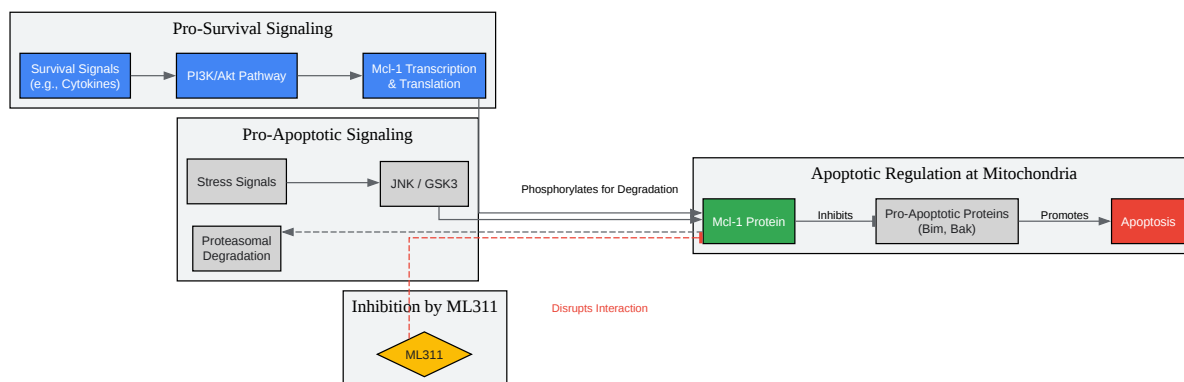 Pro-Survival Signaling
Survival Signals
(e.g., Cytokines)
PI3K/Akt Pathway
Mcl-1 Transcription
& Translation
Pro-Apoptotic Signaling
Stress Signals
JNK / GSK3
Proteasomal
Degradation
Phosphorylates for Degradation
Apoptotic Regulation at Mitochondria
Mcl-1 Protein
Inhibits
Pro-Apoptotic Proteins
(Bim, Bak)
Promotes
Apoptosis
Inhibition by ML311
Disrupts Interaction
ML311